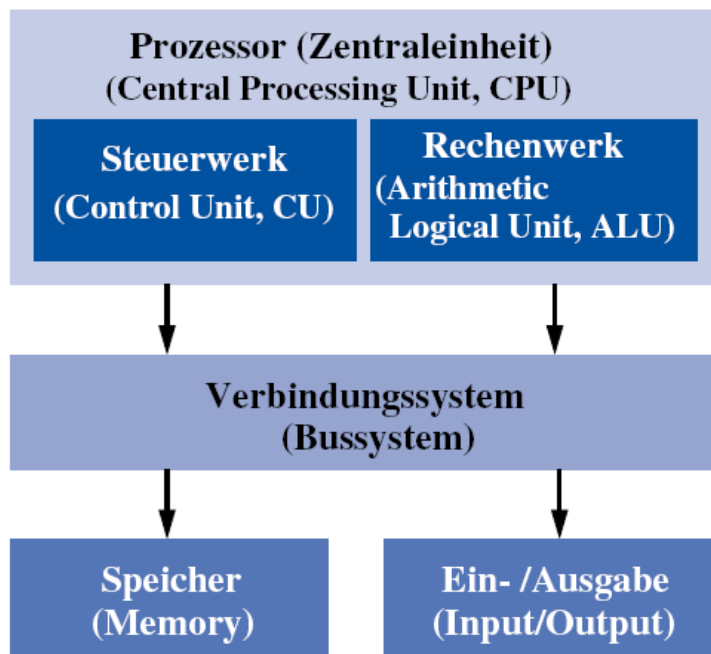 Prozessor (Zentraleinheit)
(Central Processing Unit, CPU)
Steuerwerk
(Control Unit, CU)
Rechenwerk
(Arithmetic
Logical Unit, ALU)
Verbindungssystem
(Bussystem)
Speicher
(Memory)
Ein- /Ausgabe
(Input/Output)